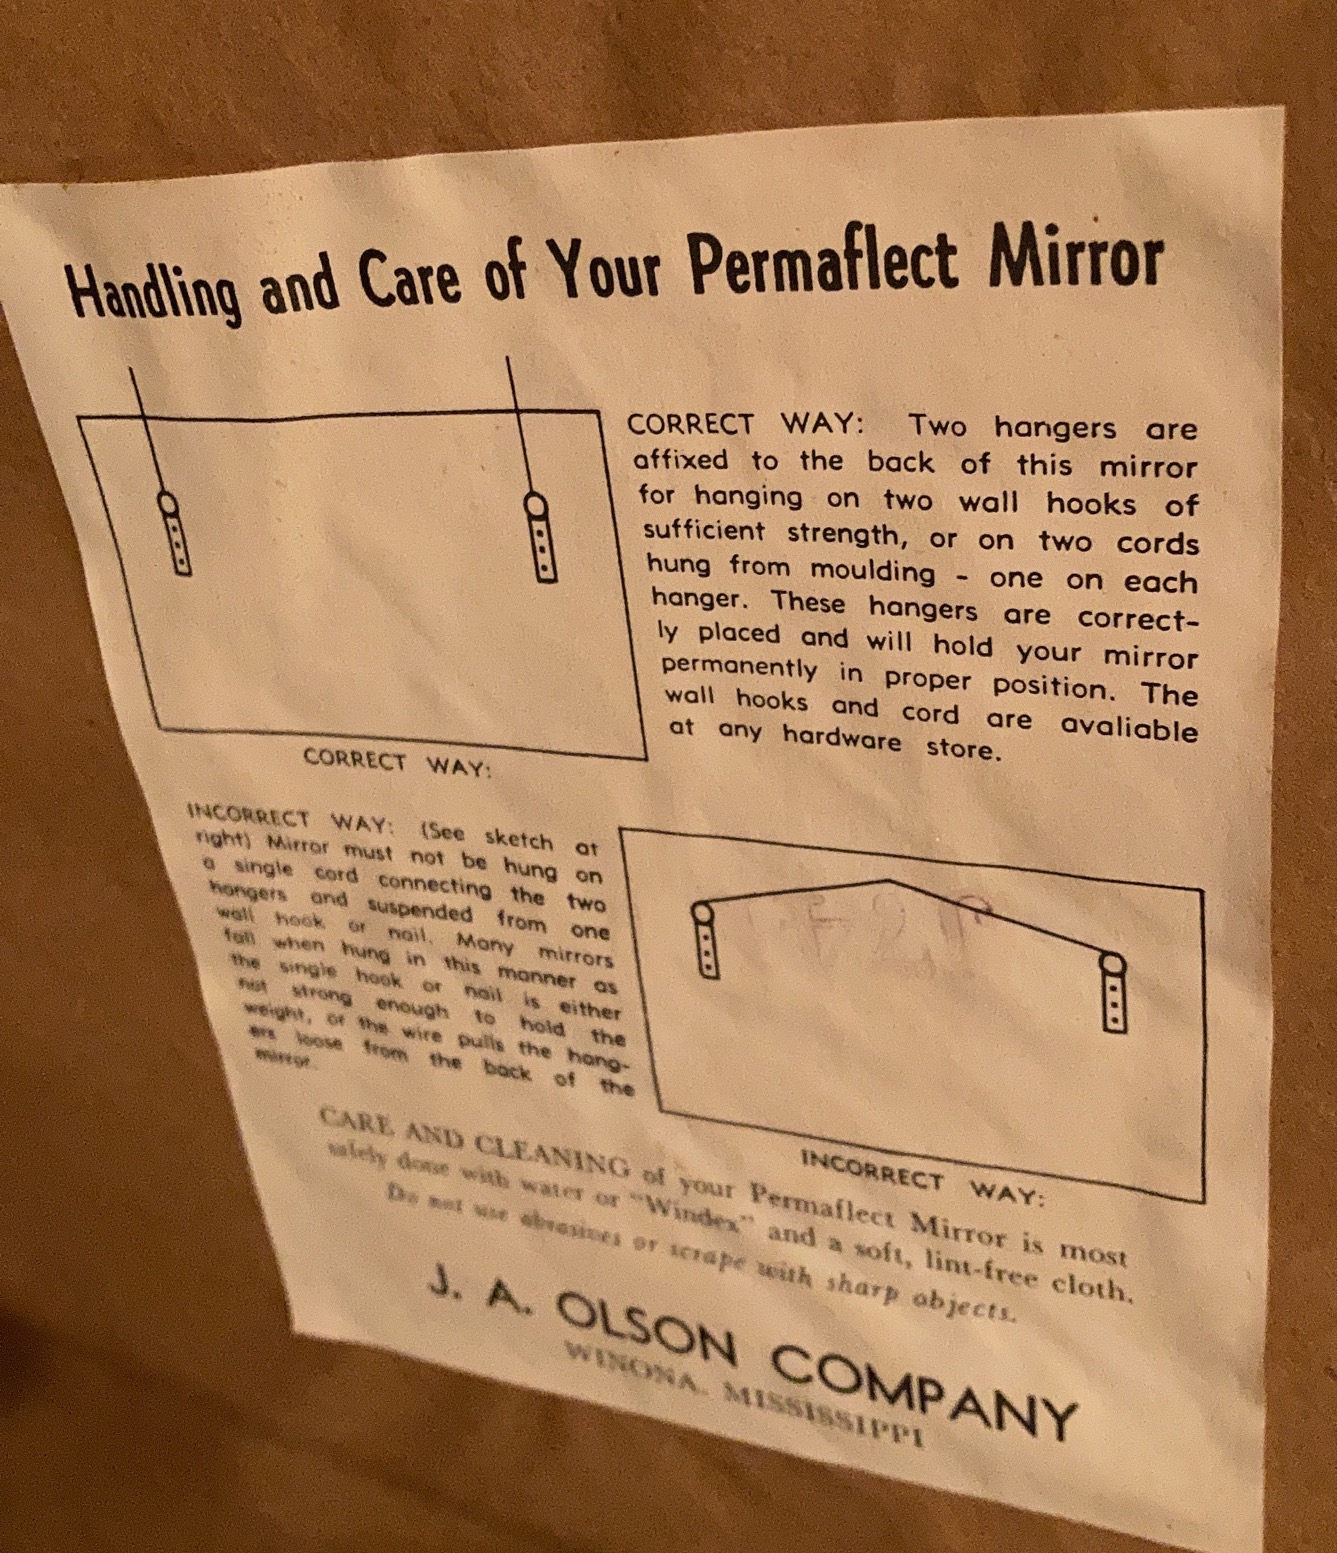 Handling and Care of Your Permaflect Mirror
CORRECT WAY: Two hangers are
affixed to the back of this mirror
for hanging on two wall hooks of
sufficient strength, or on two cords
hung from moulding - one on each
hanger. These hangers are correct-
ly placed and will hold your mirror
permanently in proper position. The
wall hooks and cord are avaliable
at any hardware store.
CORRECT WAY:
INCORRECT WAY: (See sketch at
right) Mirror must not be hung on
a single cord connecting the two
hangers and suspended from one
wall hook or nail. Many mirrors
fall when hung in this manner as
the single hook or nail is either
not strong enough to hold the
weight, or the wire pulls the hang-
ers loose from the back of the
mirror.
INCORRECT WAY:
CARE AND CLEANING of your Permaflect Mirror is most
safely done with water or "Windex" and a soft, lint-free cloth.
Do not use abrasives or scrape with sharp objects.
J. A. OLSON COMPANY
WINONA, MISSISSIPPI